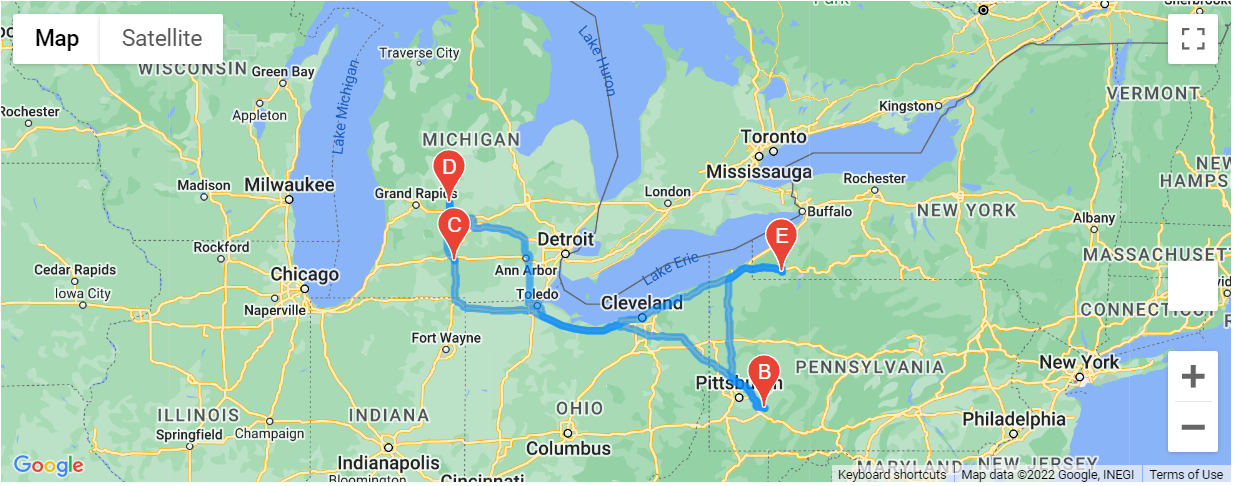 Map
Satellite
Park
Sherbrooke
Traverse City
Lake Huron
WISCONSIN
Green Bay
Lake Michigan
Appleton
VERMONT
Rochester
Kingston
MICHIGAN
Toronto
D
Mississauga
NEW
HAMPS
Madison
Milwaukee
Grand Rapids
London
Rochester
Buffalo
NEW YORK
Albany
C
E
Detroit
Rockford
MASSACHUSET
Lake Erie
Cedar Rapids
Chicago
Ann Arbor
Iowa City
Toledo
Cleveland
Naperville
CONNECTICUT
Fort Wayne
New York
B
PENNSYLVANIA
Pittsburgh
ILLINOIS
INDIANA
OHIO
Philadelphia
Springfield
Champaign
Columbus
Google
Indianapolis
MARYLAND
NEW JERSEY
Bloomington
Cincinnati
Keyboard shortcuts
Map data ©2022 Google, INEGI
Terms of Use